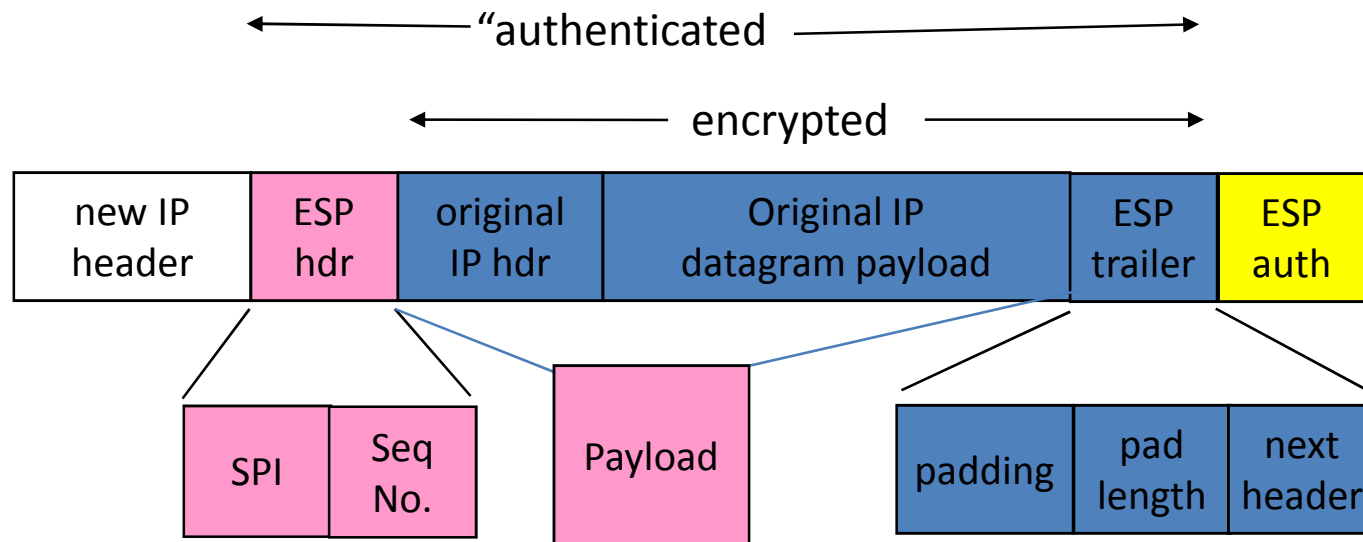 “authenticated
encrypted
new IP
header
ESP
hdr
original
IP hdr
Original IP
datagram payload
ESP
trailer
ESP
auth
SPI
Seq
No.
Payload
padding
pad
length
next
header